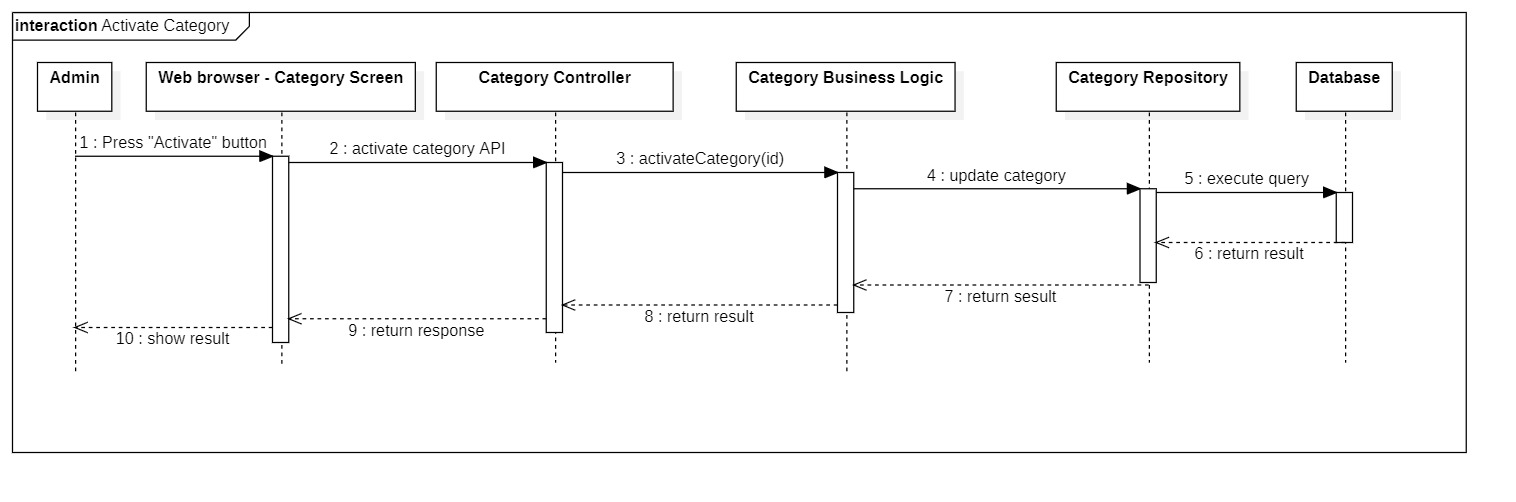 interaction Activate Category
Admin
Web browser - Category Screen
Category Controller
Category Business Logic
Category Repository
Database
1 : Press "Activate" button
2 : activate category API
3 : activateCategory(id)
4 : update category
5 : execute query
6 : return result
7 : return sesult
8 : return result
9 : return response
10 : show result